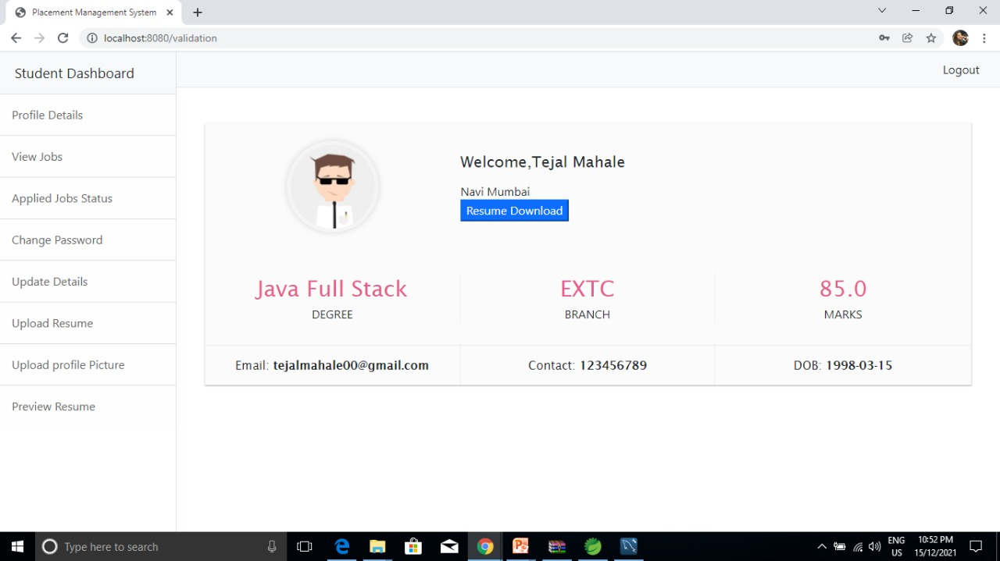 Placement Management System
localhost:8080/validation
Student Dashboard
Logout
Profile Details
View Jobs
Applied Jobs Status
Change Password
Update Details
Upload Resume
Upload profile Picture
Preview Resume
Welcome,Tejal Mahale
Navi Mumbai
Resume Download
Java Full Stack
DEGREE
EXTC
BRANCH
85.0
MARKS
Email: tejalmahale00@gmail.com
Contact: 123456789
DOB: 1998-03-15
Type here to search
ENG
US
10:52 PM
15/12/2021